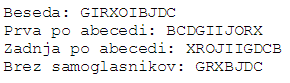 Beseda: GIRXOIBJDC
Prva po abecedi: BCDGIIJORX
Zadnja po abecedi: XROJIIGDCB
Brez samoglasnikov: GRXBJDC